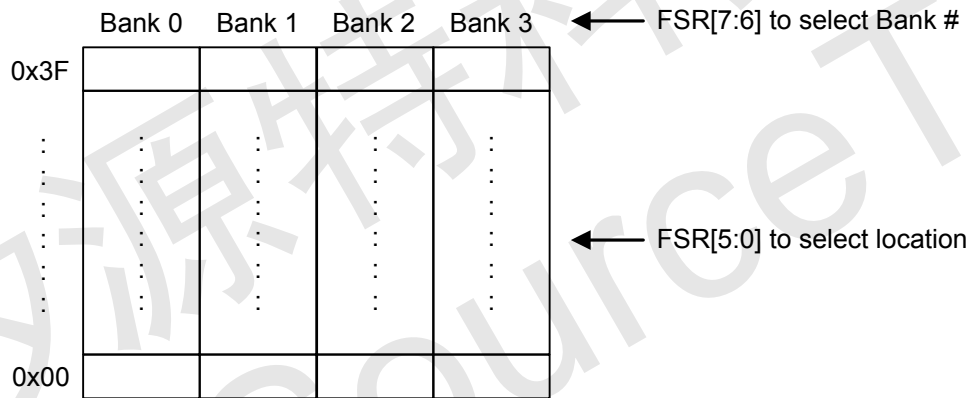 Bank 0 Bank 1 Bank 2 Bank 3 FSR[7:6] to select Bank #
0x3F
FSR[5:0] to select location
0x00